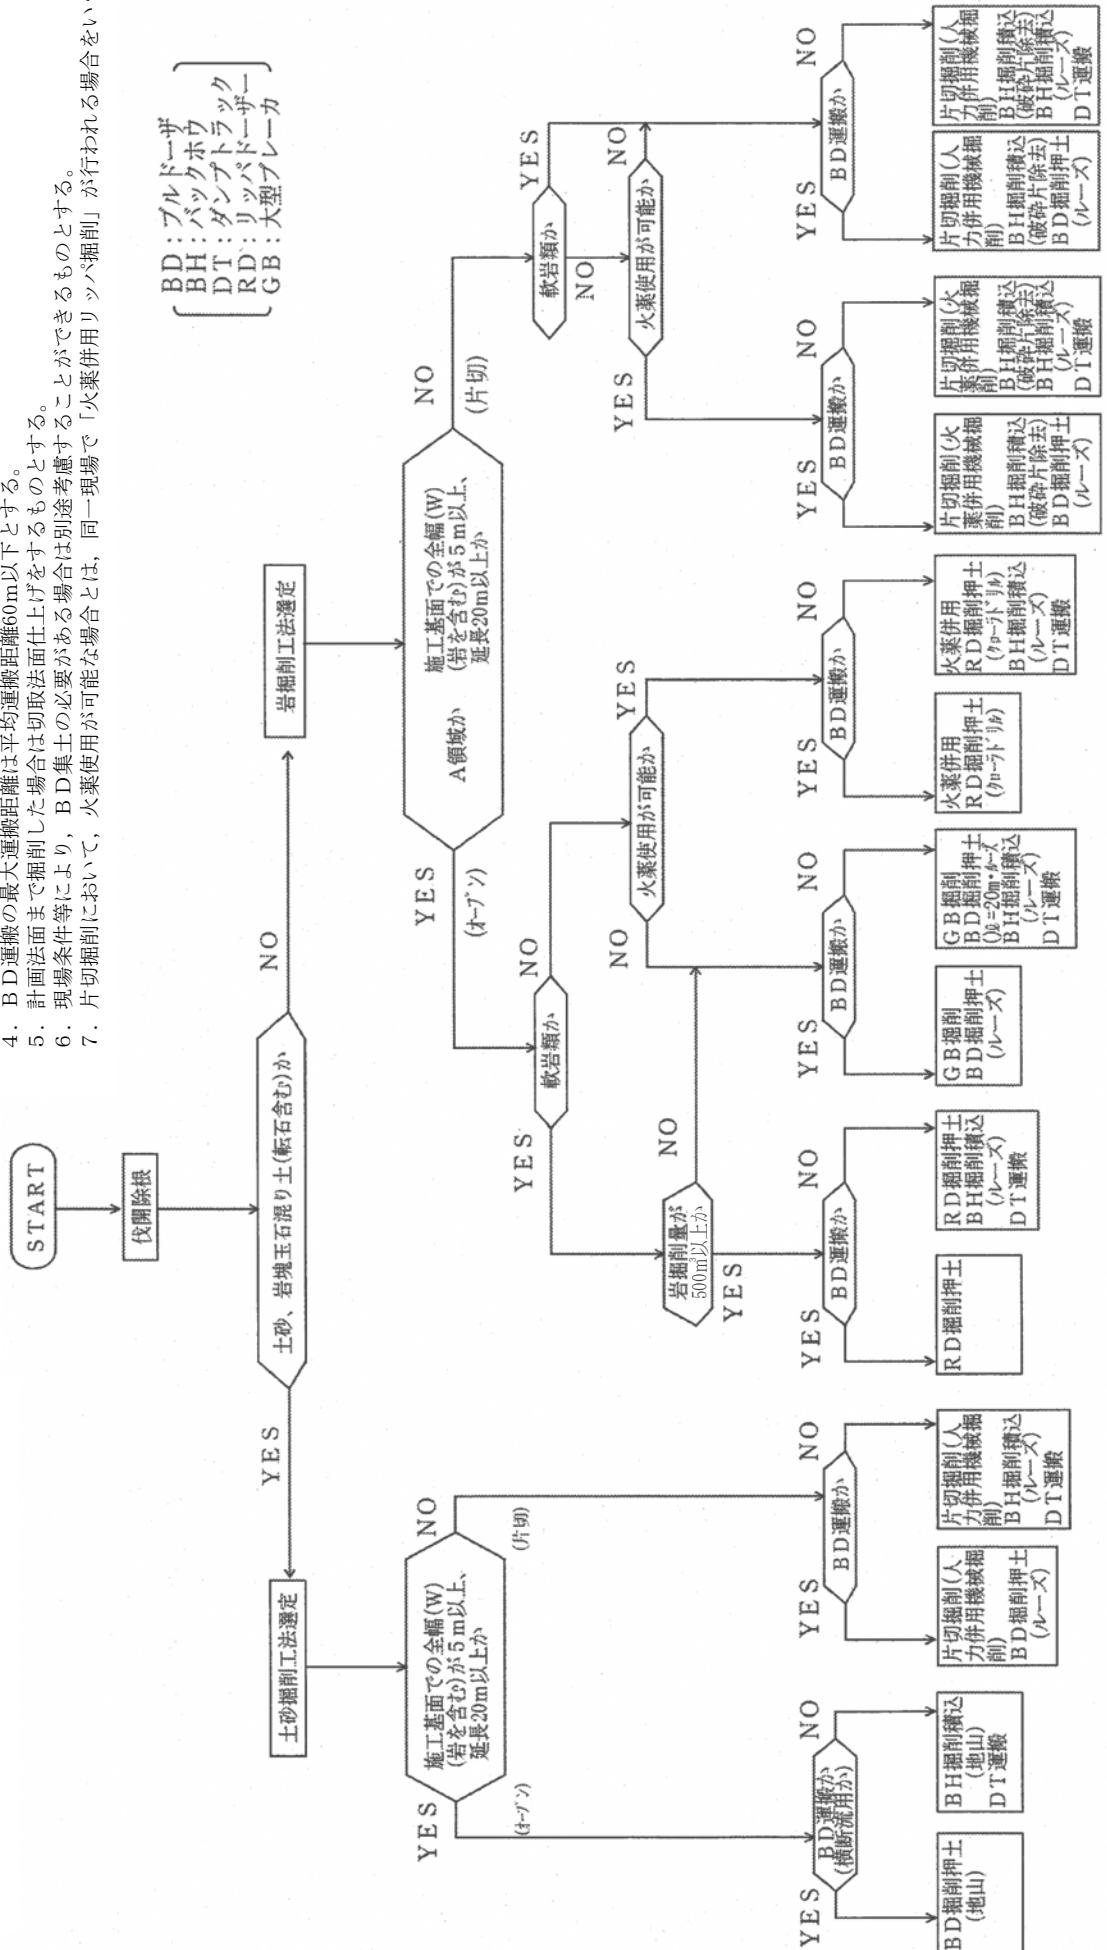 4．ＢＤ運搬の最大運搬距離は平均運搬距離60m以下とする。
5．計画法面まで掘削した場合は切取法面仕上げをするものとする。
6．現場条件等により，ＢＤ集土の必要がある場合は別途考慮することができるものとする。
7．片切掘削において，火薬使用が可能な場合とは，同一現場で「火薬併用リッパ掘削」が行われる場合をい
BD：ブルドーザ
BH：バックホウ
DT：ダンプトラック
RD：リッパドーザー
GB：大型ブレーカ
START
伐開除根
土砂、岩塊玉石混り土(転石含む)か
YES
NO
土砂掘削工法選定
岩掘削工法選定
施工基面での全幅(W)
(岩を含む)が５m以上、
延長20m以上か
YES
(オープン)
NO
(片切)
A領域か
施工基面での全幅(W)
(岩を含む)が５m以上、
延長20m以上か
YES
(オープン)
NO
(片切)
軟岩類か
YES
NO
軟岩類か
YES
NO
火薬使用が可能か
NO
YES
火薬使用が可能か
YES
NO
岩掘削量が
500m³以上か
NO
YES
BD運搬か
(横断流用か)
YES
NO
BD運搬か
YES
NO
BD運搬か
YES
NO
BD運搬か
YES
NO
BD運搬か
YES
NO
BD運搬か
YES
NO
BD運搬か
YES
NO
BD掘削押土
(地山)
BH掘削積込
(地山)
DT運搬
片切掘削(人
力併用機械掘
削)
BD掘削押土
(ルーズ)
片切掘削(人
力併用機械掘
削)
BH掘削積込
(ルーズ)
DT運搬
RD掘削押土
RD掘削押土
BH掘削積込
(ルーズ)
DT運搬
GB掘削
BD掘削押土
(ルーズ)
GB掘削
BD掘削押土
(ℓ=20m・ルーズ)
BH掘削積込
(ルーズ)
DT運搬
火薬併用
RD掘削押土
(クローラドリル)
火薬併用
RD掘削押土
(クローラドリル)
BH掘削積込
(ルーズ)
DT運搬
片切掘削(火
薬併用機械掘
削)
BH掘削積込
(破砕片除去)
BD掘削押土
(ルーズ)
片切掘削(火
薬併用機械掘
削)
BH掘削積込
(破砕片除去)
BH掘削積込
(ルーズ)
DT運搬
片切掘削(人
力併用機械掘
削)
BH掘削積込
(破砕片除去)
BD掘削押土
(ルーズ)
片切掘削(人
力併用機械掘
削)
BH掘削積込
(破砕片除去)
BH掘削積込
(ルーズ)
DT運搬